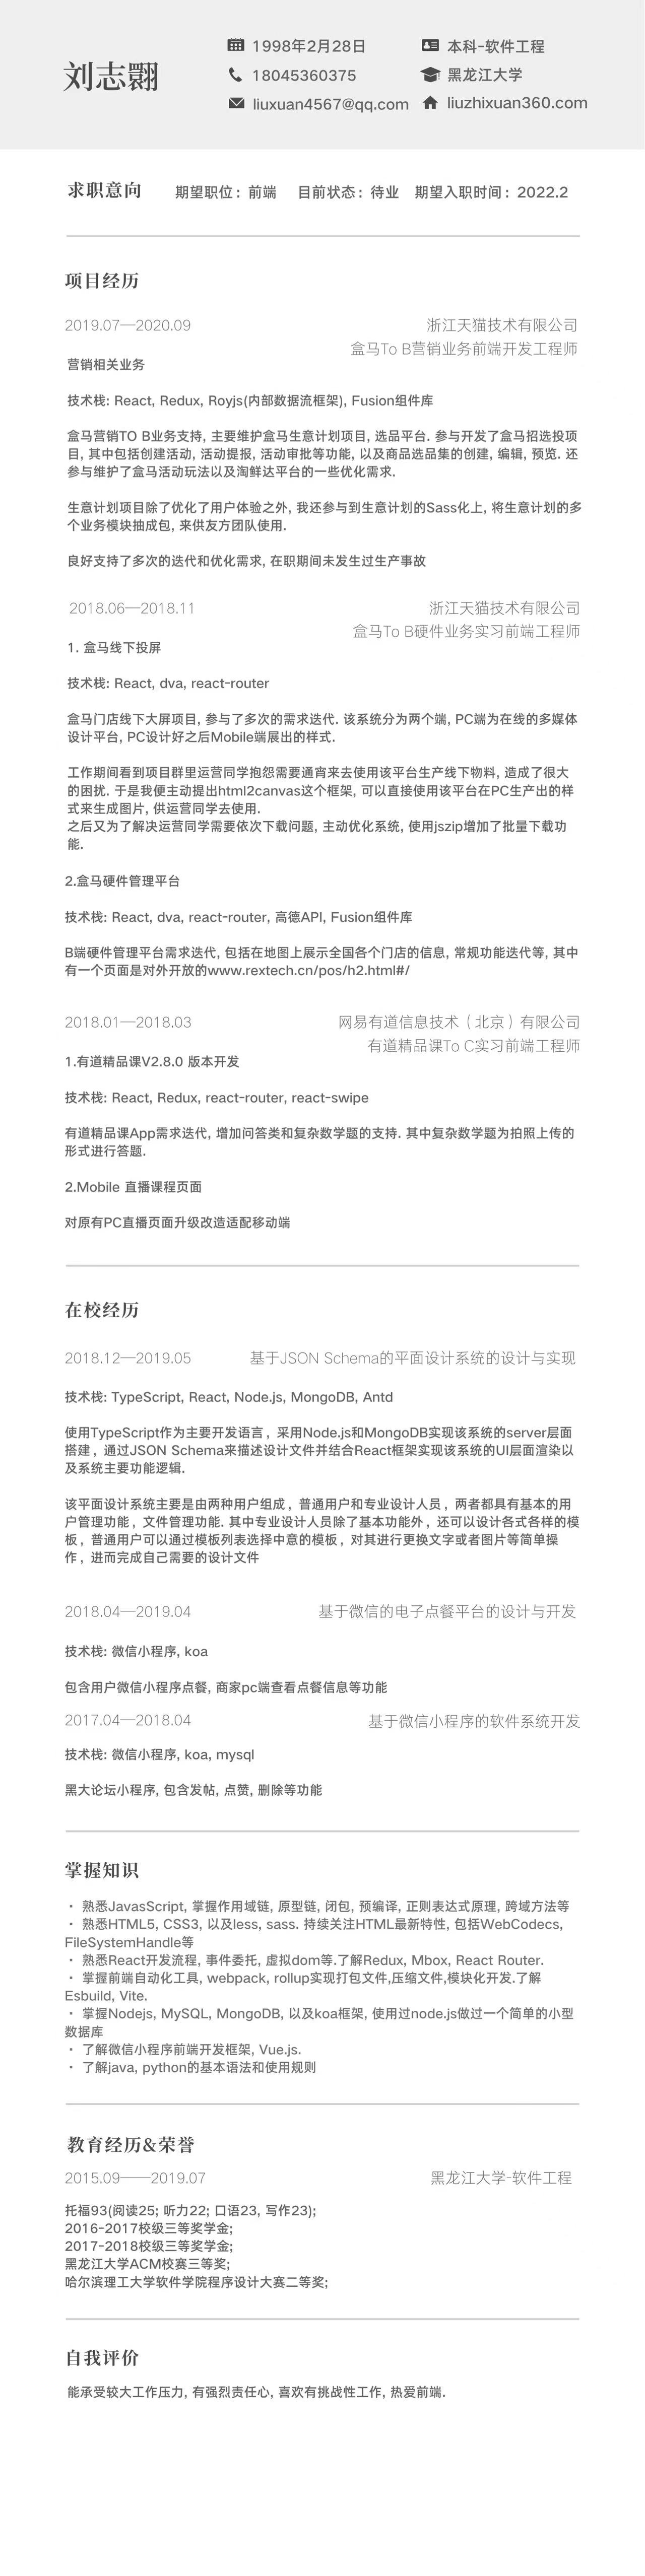 刘志翾
1998年2月28日
本科-软件工程
18045360375
黑龙江大学
liuxuan4567@qq.com
liuzhixuan360.com
求职意向 期望职位：前端 目前状态：待业 期望入职时间：2022.2
项目经历
2019.07—2020.09 浙江天猫技术有限公司
盒马To B营销业务前端开发工程师
营销相关业务
技术栈: React, Redux, Royjs(内部数据流框架), Fusion组件库
盒马营销TO B业务支持, 主要维护盒马生意计划项目, 选品平台. 参与开发了盒马招选投项
目, 其中包括创建活动, 活动提报, 活动审批等功能, 以及商品选品集的创建, 编辑, 预览. 还
参与维护了盒马活动玩法以及淘鲜达平台的一些优化需求.
生意计划项目除了优化了用户体验之外, 我还参与到生意计划的Sass化上, 将生意计划的多
个业务模块抽成包, 来供友方团队使用.
良好支持了多次的迭代和优化需求, 在职期间未发生过生产事故
2018.06—2018.11 浙江天猫技术有限公司
盒马To B硬件业务实习前端工程师
1. 盒马线下投屏
技术栈: React, dva, react-router
盒马门店线下大屏项目, 参与了多次的需求迭代. 该系统分为两个端, PC端为在线的多媒体
设计平台, PC设计好之后Mobile端展出的样式.
工作期间看到项目群里运营同学抱怨需要通宵来去使用该平台生产线下物料, 造成了很大
的困扰. 于是我便主动提出html2canvas这个框架, 可以直接使用该平台在PC生产出的样
式来生成图片, 供运营同学去使用.
之后又为了解决运营同学需要依次下载问题, 主动优化系统, 使用jszip增加了批量下载功
能.
2.盒马硬件管理平台
技术栈: React, dva, react-router, 高德API, Fusion组件库
B端硬件管理平台需求迭代, 包括在地图上展示全国各个门店的信息, 常规功能迭代等, 其中
有一个页面是对外开放的www.rextech.cn/pos/h2.html#/
2018.01—2018.03 网易有道信息技术（北京）有限公司
有道精品课To C实习前端工程师
1.有道精品课V2.8.0 版本开发
技术栈: React, Redux, react-router, react-swipe
有道精品课App需求迭代, 增加问答类和复杂数学题的支持. 其中复杂数学题为拍照上传的
形式进行答题.
2.Mobile 直播课程页面
对原有PC直播页面升级改造适配移动端
在校经历
2018.12—2019.05 基于JSON Schema的平面设计系统的设计与实现
技术栈: TypeScript, React, Node.js, MongoDB, Antd
使用TypeScript作为主要开发语言，采用Node.js和MongoDB实现该系统的server层面
搭建，通过JSON Schema来描述设计文件并结合React框架实现该系统的UI层面渲染以
及系统主要功能逻辑.
该平面设计系统主要是由两种用户组成，普通用户和专业设计人员，两者都具有基本的用
户管理功能，文件管理功能. 其中专业设计人员除了基本功能外，还可以设计各式各样的模
板，普通用户可以通过模板列表选择中意的模板，对其进行更换文字或者图片等简单操
作，进而完成自己需要的设计文件
2018.04—2019.04 基于微信的电子点餐平台的设计与开发
技术栈: 微信小程序, koa
包含用户微信小程序点餐, 商家pc端查看点餐信息等功能
2017.04—2018.04 基于微信小程序的软件系统开发
技术栈: 微信小程序, koa, mysql
黑大论坛小程序, 包含发帖, 点赞, 删除等功能
掌握知识
· 熟悉JavasScript, 掌握作用域链, 原型链, 闭包, 预编译, 正则表达式原理, 跨域方法等
· 熟悉HTML5, CSS3, 以及less, sass. 持续关注HTML最新特性, 包括WebCodecs,
FileSystemHandle等
· 熟悉React开发流程, 事件委托, 虚拟dom等.了解Redux, Mbox, React Router.
· 掌握前端自动化工具, webpack, rollup实现打包文件,压缩文件,模块化开发.了解
Esbuild, Vite.
· 掌握Nodejs, MySQL, MongoDB, 以及koa框架, 使用过node.js做过一个简单的小型
数据库
· 了解微信小程序前端开发框架, Vue.js.
· 了解java, python的基本语法和使用规则
教育经历&荣誉
2015.09——2019.07 黑龙江大学-软件工程
托福93(阅读25; 听力22; 口语23, 写作23);
2016-2017校级三等奖学金;
2017-2018校级三等奖学金;
黑龙江大学ACM校赛三等奖;
哈尔滨理工大学软件学院程序设计大赛二等奖;
自我评价
能承受较大工作压力, 有强烈责任心, 喜欢有挑战性工作, 热爱前端.